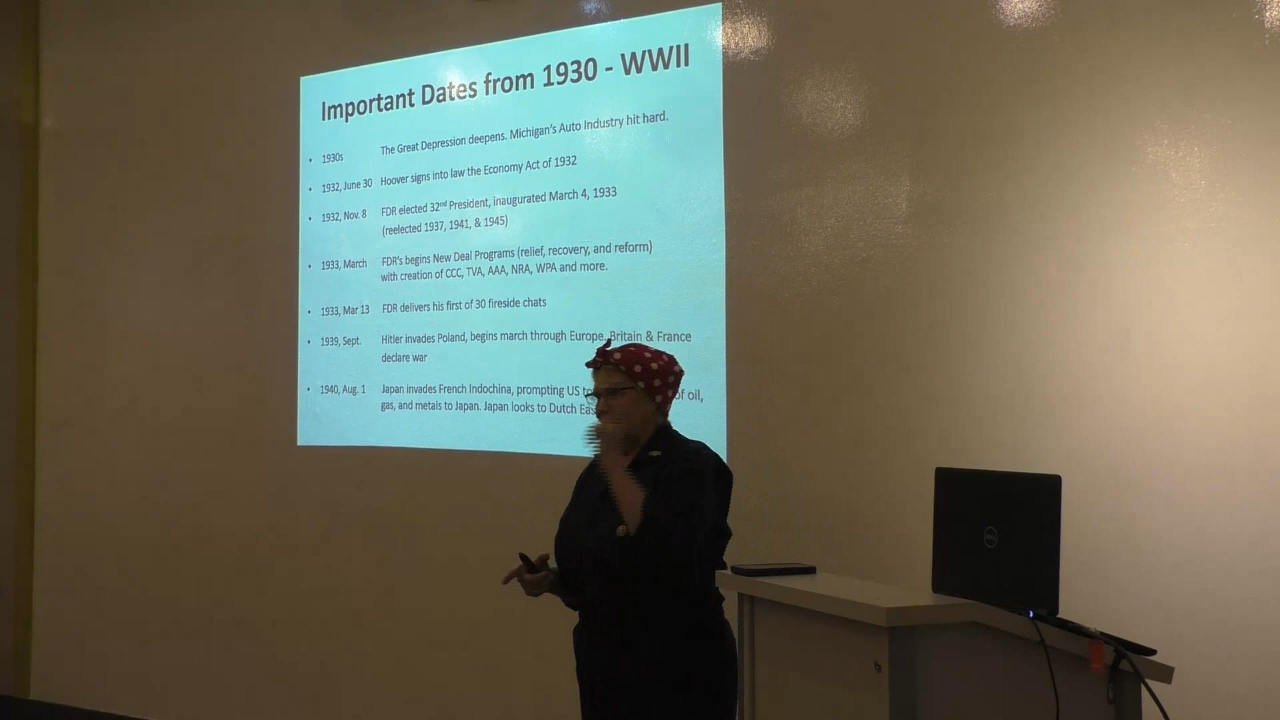 Important Dates from 1930 - WWII
• 1930s The Great Depression deepens. Michigan's Auto Industry hit hard.
• 1932, June 30 Hoover signs into law the Economy Act of 1932
• 1932, Nov. 8 FDR elected 32nd President, inaugurated March 4, 1933
(reelected 1937, 1941, & 1945)
• 1933, March FDR's begins New Deal Programs (relief, recovery, and reform)
with creation of CCC, TVA, AAA, NRA, WPA and more.
• 1933, Mar 13 FDR delivers his first of 30 fireside chats
• 1939, Sept. Hitler invades Poland, begins march through Europe. Britain & France
declare war
• 1940, Aug. 1 Japan invades French Indochina, prompting US of oil,
gas, and metals to Japan. Japan looks to Dutch
DELL